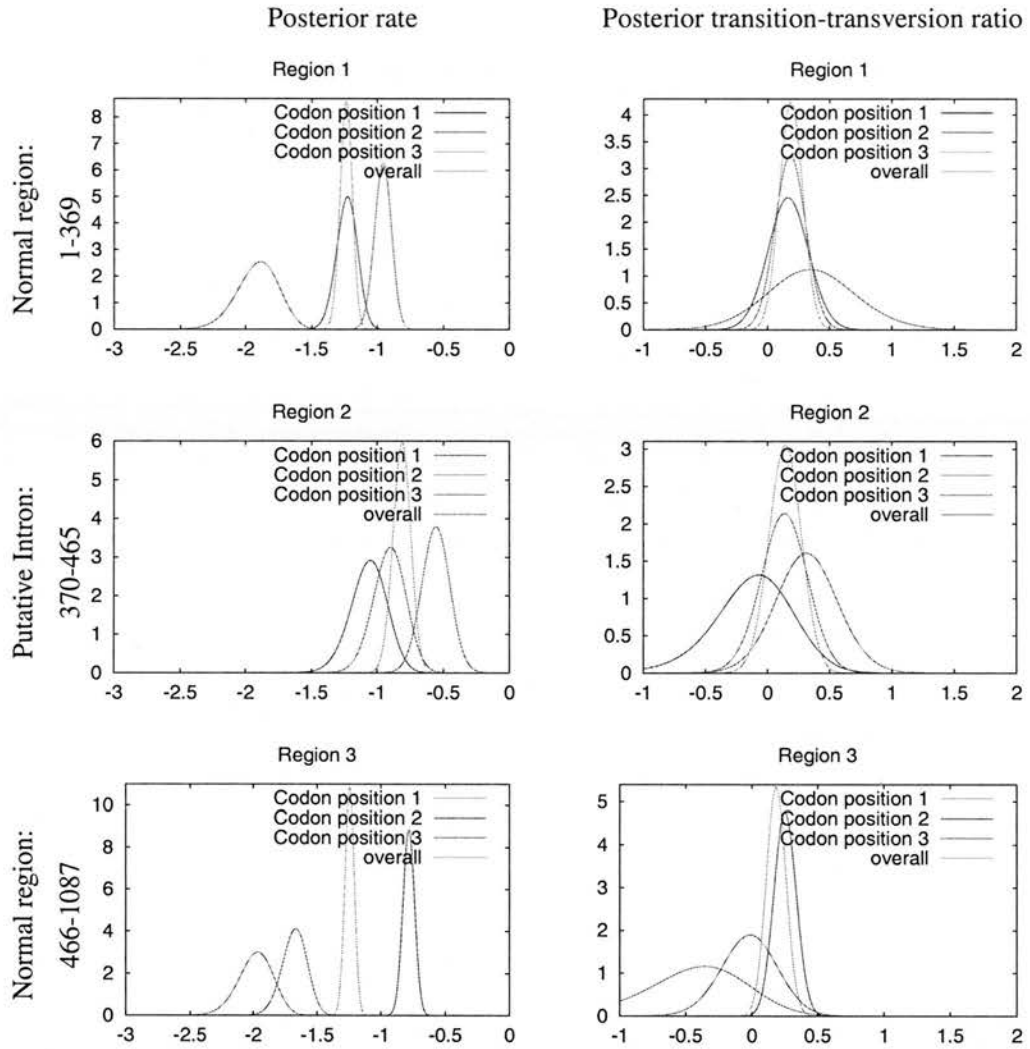 Posterior rate
Posterior transition-transversion ratio
Normal region:
1-369
Region 1
8
7
6
5
4
3
2
1
0
-3 -2.5 -2 -1.5 -1 -0.5 0
Codon position 1
Codon position 2
Codon position 3
overall
Region 1
4
3.5
3
2.5
2
1.5
1
0.5
0
-1 -0.5 0 0.5 1 1.5 2
Codon position 1
Codon position 2
Codon position 3
overall
Putative Intron:
370-465
Region 2
6
5
4
3
2
1
0
-3 -2.5 -2 -1.5 -1 -0.5 0
Codon position 1
Codon position 2
Codon position 3
overall
Region 2
3
2.5
2
1.5
1
0.5
0
-1 -0.5 0 0.5 1 1.5 2
Codon position 1
Codon position 2
Codon position 3
overall
Normal region:
466-1087
Region 3
10
8
6
4
2
0
-3 -2.5 -2 -1.5 -1 -0.5 0
Codon position 1
Codon position 2
Codon position 3
overall
Region 3
5
4
3
2
1
0
-1 -0.5 0 0.5 1 1.5 2
Codon position 1
Codon position 2
Codon position 3
overall